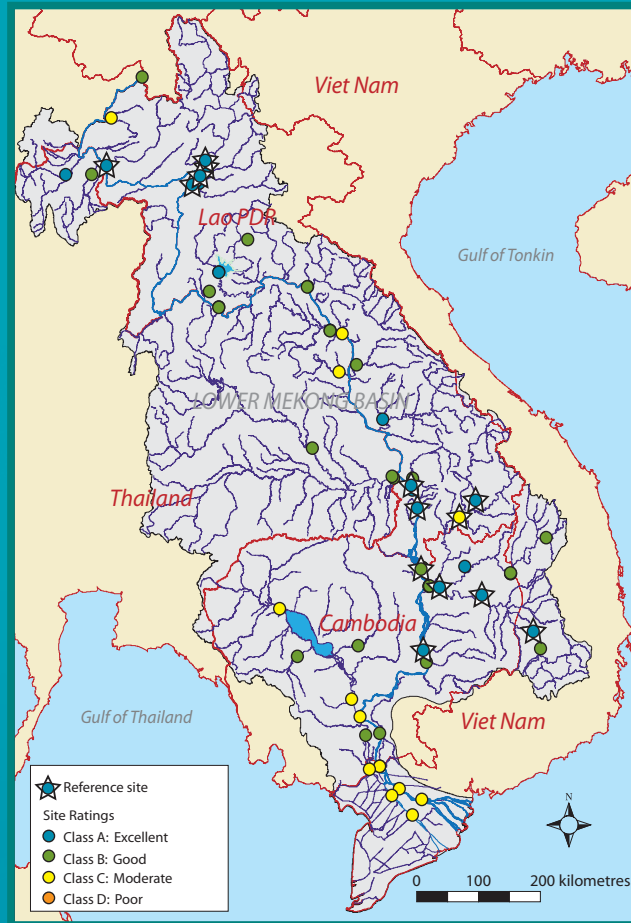 Viet Nam
Lao PDR
Gulf of Tonkin
LOWER MEKONG BASIN
Thailand
Cambodia
Gulf of Thailand
Viet Nam
Reference site
Site Ratings
Class A: Excellent
Class B: Good
Class C: Moderate
Class D: Poor
N
0 100 200 kilometres